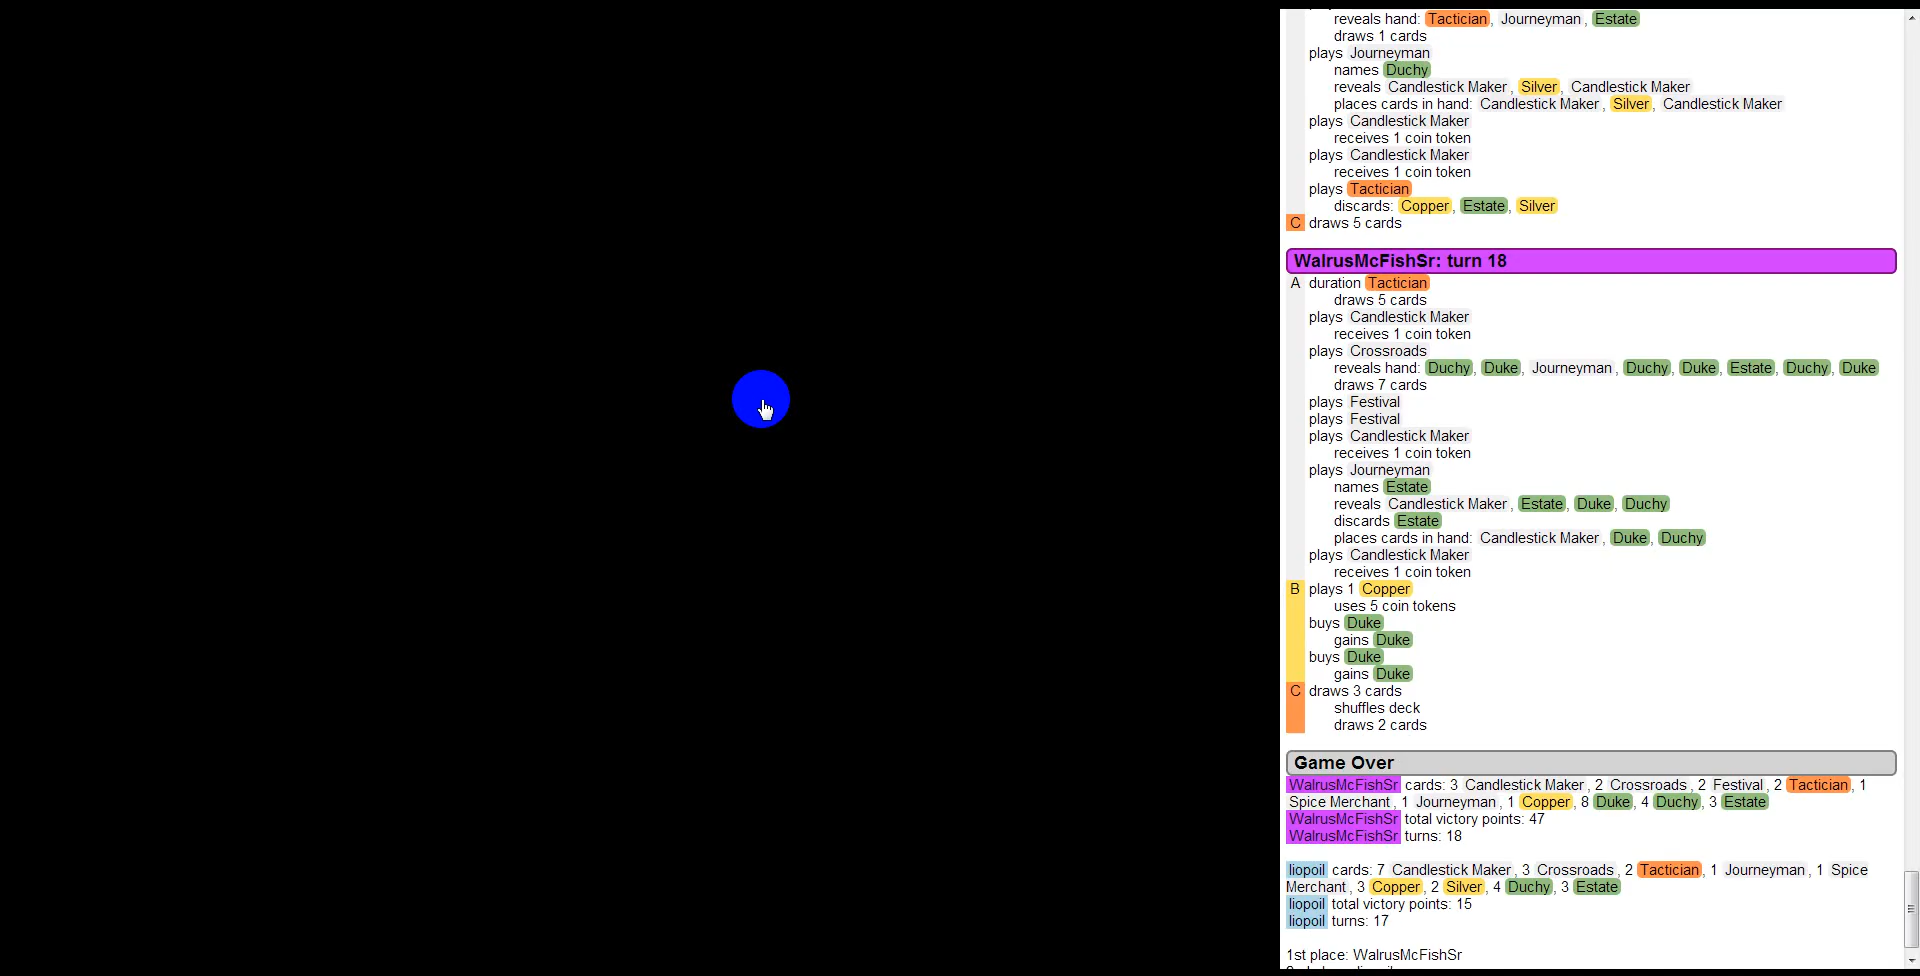 reveals hand: Tactician, Journeyman, Estate
draws 1 cards
plays Journeyman
names Duchy
reveals Candlestick Maker, Silver, Candlestick Maker
places cards in hand: Candlestick Maker, Silver, Candlestick Maker
plays Candlestick Maker
receives 1 coin token
plays Candlestick Maker
receives 1 coin token
plays Tactician
discards: Copper, Estate, Silver
C draws 5 cards
WalrusMcFishSr: turn 18
A duration Tactician
draws 5 cards
plays Candlestick Maker
receives 1 coin token
plays Crossroads
reveals hand: Duchy, Duke, Journeyman, Duchy, Duke, Estate, Duchy, Duke
draws 7 cards
plays Festival
plays Festival
plays Candlestick Maker
receives 1 coin token
plays Journeyman
names Estate
reveals Candlestick Maker, Estate, Duke, Duchy
discards Estate
places cards in hand: Candlestick Maker, Duke, Duchy
plays Candlestick Maker
receives 1 coin token
B plays 1 Copper
uses 5 coin tokens
buys Duke
gains Duke
buys Duke
gains Duke
C draws 3 cards
shuffles deck
draws 2 cards
Game Over
WalrusMcFishSr cards: 3 Candlestick Maker, 2 Crossroads, 2 Festival, 2 Tactician, 1
Spice Merchant, 1 Journeyman, 1 Copper, 8 Duke, 4 Duchy, 3 Estate
WalrusMcFishSr total victory points: 47
WalrusMcFishSr turns: 18
liopoil cards: 7 Candlestick Maker, 3 Crossroads, 2 Tactician, 1 Journeyman, 1 Spice
Merchant, 3 Copper, 2 Silver, 4 Duchy, 3 Estate
liopoil total victory points: 15
liopoil turns: 17
1st place: WalrusMcFishSr